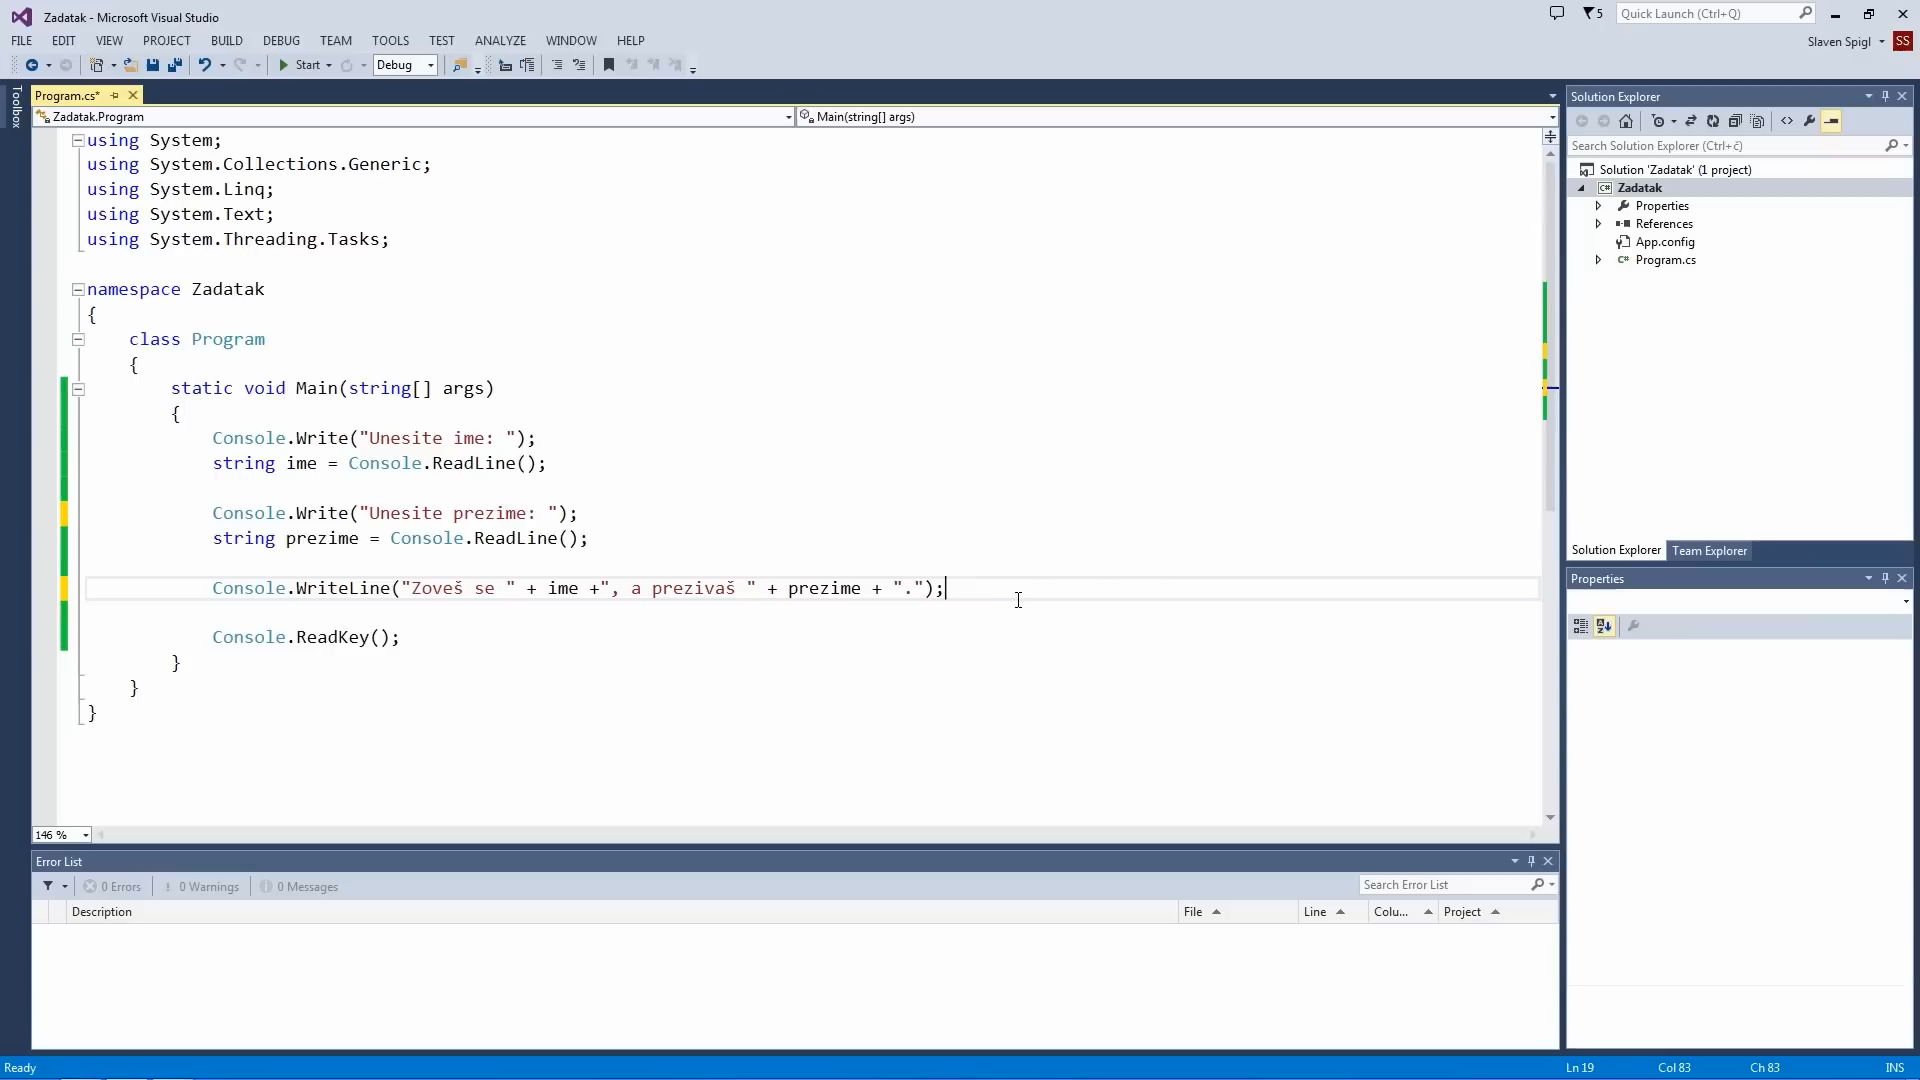 Zadatak - Microsoft Visual Studio
5
Quick Launch (Ctrl+Q)
FILE EDIT VIEW PROJECT BUILD DEBUG TEAM TOOLS TEST ANALYZE WINDOW HELP
Slaven Spigl SS
Start Debug
Toolbox
Program.cs*
Zadatak.Program
Main(string[] args)
using System;
using System.Collections.Generic;
using System.Linq;
using System.Text;
using System.Threading.Tasks;
namespace Zadatak
{
class Program
{
static void Main(string[] args)
{
Console.Write("Unesite ime: ");
string ime = Console.ReadLine();
Console.Write("Unesite prezime: ");
string prezime = Console.ReadLine();
Console.WriteLine("Zoveš se " + ime +", a prezivaš " + prezime + ".");
Console.ReadKey();
}
}
}
146 %
Solution Explorer
Search Solution Explorer (Ctrl+č)
Solution 'Zadatak' (1 project)
C# Zadatak
Properties
References
App.config
C# Program.cs
Solution Explorer Team Explorer
Properties
Error List
0 Errors 0 Warnings 0 Messages
Search Error List
Description File Line Colu... Project
Ready Ln 19 Col 83 Ch 83 INS